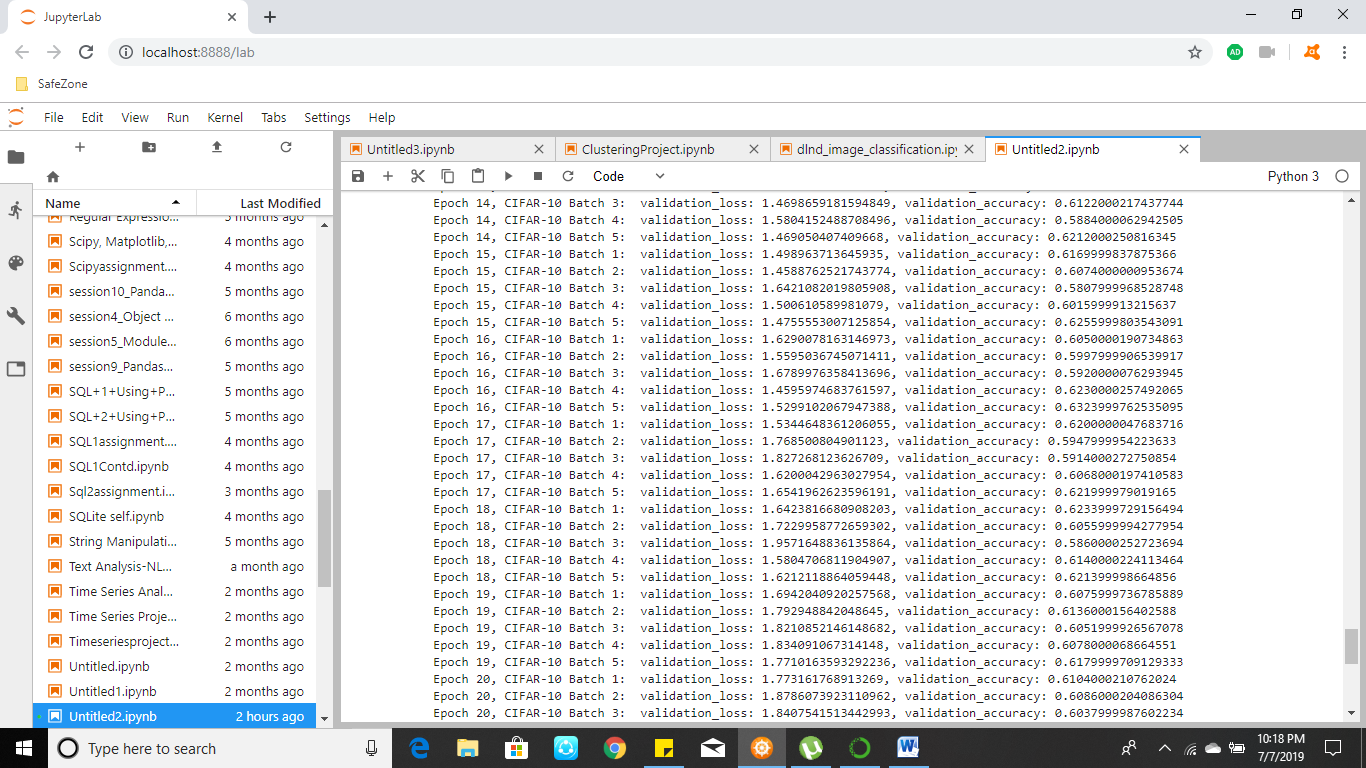 JupyterLab
localhost:8888/lab
AD
SafeZone
File Edit View Run Kernel Tabs Settings Help
Untitled3.ipynb
ClusteringProject.ipynb
dlnd_image_classification.ipy
Untitled2.ipynb
Code
Python 3
Name
Last Modified
Regular Expressio... 5 months ago
Scipy, Matplotlib,... 4 months ago
Scipyassignment.... 4 months ago
session10_Panda... 5 months ago
session4_Object ... 6 months ago
session5_Module... 6 months ago
session9_Pandas... 5 months ago
SQL+1+Using+P... 5 months ago
SQL+2+Using+P... 5 months ago
SQL1assignment.... 4 months ago
SQL1Contd.ipynb 4 months ago
Sql2assignment.i... 3 months ago
SQLite self.ipynb 4 months ago
String Manipulati... 5 months ago
Text Analysis-NL... a month ago
Time Series Anal... 2 months ago
Time Series Proje... 2 months ago
Timeseriesproject... 2 months ago
Untitled.ipynb 2 months ago
Untitled1.ipynb 2 months ago
Untitled2.ipynb 2 hours ago
Epoch 14, CIFAR-10 Batch 3: validation_loss: 1.4698659181594849, validation_accuracy: 0.6122000217437744
Epoch 14, CIFAR-10 Batch 4: validation_loss: 1.5804152488708496, validation_accuracy: 0.5884000062942505
Epoch 14, CIFAR-10 Batch 5: validation_loss: 1.469050407409668, validation_accuracy: 0.6212000250816345
Epoch 15, CIFAR-10 Batch 1: validation_loss: 1.498963713645935, validation_accuracy: 0.6169999837875366
Epoch 15, CIFAR-10 Batch 2: validation_loss: 1.4588762521743774, validation_accuracy: 0.6074000000953674
Epoch 15, CIFAR-10 Batch 3: validation_loss: 1.6421082019805908, validation_accuracy: 0.5807999968528748
Epoch 15, CIFAR-10 Batch 4: validation_loss: 1.500610589981079, validation_accuracy: 0.6015999913215637
Epoch 15, CIFAR-10 Batch 5: validation_loss: 1.4755553007125854, validation_accuracy: 0.6255999803543091
Epoch 16, CIFAR-10 Batch 1: validation_loss: 1.6290078163146973, validation_accuracy: 0.6050000190734863
Epoch 16, CIFAR-10 Batch 2: validation_loss: 1.5595036745071411, validation_accuracy: 0.5997999906539917
Epoch 16, CIFAR-10 Batch 3: validation_loss: 1.6789976358413696, validation_accuracy: 0.5920000076293945
Epoch 16, CIFAR-10 Batch 4: validation_loss: 1.4595974683761597, validation_accuracy: 0.6230000257492065
Epoch 16, CIFAR-10 Batch 5: validation_loss: 1.5299102067947388, validation_accuracy: 0.6323999762535095
Epoch 17, CIFAR-10 Batch 1: validation_loss: 1.5344648361206055, validation_accuracy: 0.6200000047683716
Epoch 17, CIFAR-10 Batch 2: validation_loss: 1.768500804901123, validation_accuracy: 0.5947999954223633
Epoch 17, CIFAR-10 Batch 3: validation_loss: 1.827268123626709, validation_accuracy: 0.5914000272750854
Epoch 17, CIFAR-10 Batch 4: validation_loss: 1.6200042963027954, validation_accuracy: 0.6068000197410583
Epoch 17, CIFAR-10 Batch 5: validation_loss: 1.6541962623596191, validation_accuracy: 0.621999979019165
Epoch 18, CIFAR-10 Batch 1: validation_loss: 1.6423816680908203, validation_accuracy: 0.6233999729156494
Epoch 18, CIFAR-10 Batch 2: validation_loss: 1.7229958772659302, validation_accuracy: 0.6055999994277954
Epoch 18, CIFAR-10 Batch 3: validation_loss: 1.9571648836135864, validation_accuracy: 0.5860000252723694
Epoch 18, CIFAR-10 Batch 4: validation_loss: 1.5804706811904907, validation_accuracy: 0.6140000224113464
Epoch 18, CIFAR-10 Batch 5: validation_loss: 1.6212118864059448, validation_accuracy: 0.621399998664856
Epoch 19, CIFAR-10 Batch 1: validation_loss: 1.6942040920257568, validation_accuracy: 0.6075999736785889
Epoch 19, CIFAR-10 Batch 2: validation_loss: 1.792948842048645, validation_accuracy: 0.6136000156402588
Epoch 19, CIFAR-10 Batch 3: validation_loss: 1.8210852146148682, validation_accuracy: 0.6051999926567078
Epoch 19, CIFAR-10 Batch 4: validation_loss: 1.834091067314148, validation_accuracy: 0.6078000068664551
Epoch 19, CIFAR-10 Batch 5: validation_loss: 1.7710163593292236, validation_accuracy: 0.6179999709129333
Epoch 20, CIFAR-10 Batch 1: validation_loss: 1.773161768913269, validation_accuracy: 0.6104000210762024
Epoch 20, CIFAR-10 Batch 2: validation_loss: 1.8786073923110962, validation_accuracy: 0.6086000204086304
Epoch 20, CIFAR-10 Batch 3: validation_loss: 1.8407541513442993, validation_accuracy: 0.6037999987602234
Type here to search
10:18 PM
7/7/2019